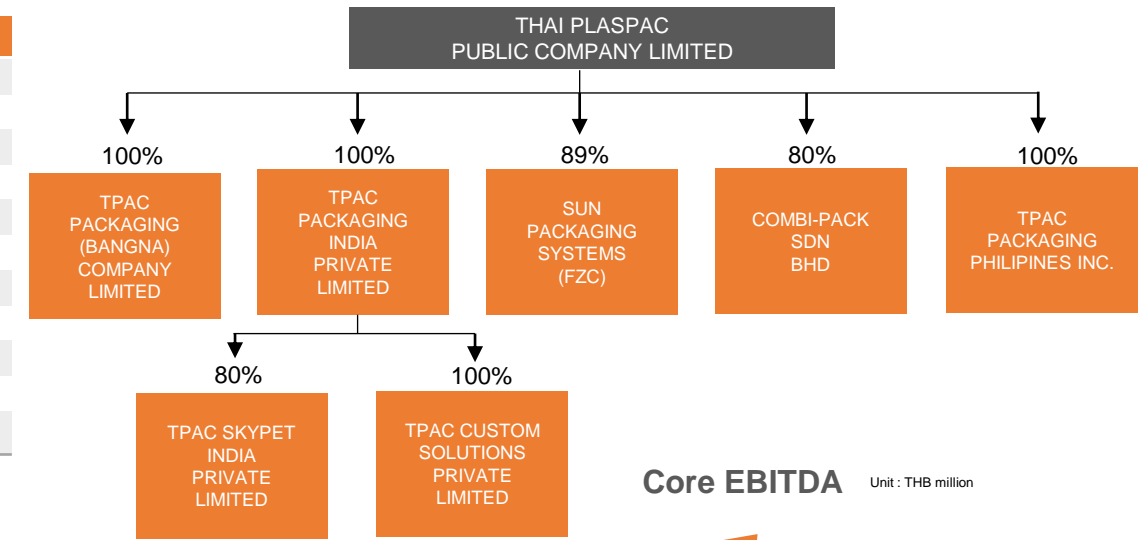 THAI PLASPAC
PUBLIC COMPANY LIMITED
100%
100%
89%
80%
100%
TPAC
PACKAGING
(BANGNA)
COMPANY
LIMITED
TPAC
PACKAGING
INDIA
PRIVATE
LIMITED
SUN
PACKAGING
SYSTEMS
(FZC)
COMBI-PACK
SDN
BHD
TPAC
PACKAGING
PHILIPINES INC.
80%
100%
TPAC SKYPET
INDIA
PRIVATE
LIMITED
TPAC CUSTOM
SOLUTIONS
PRIVATE
LIMITED
Core EBITDA Unit : THB million